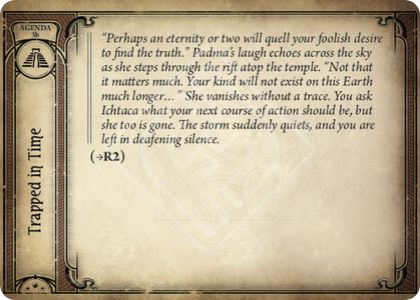 AGENDA
3b
Trapped in Time
“Perhaps an eternity or two will quell your foolish desire
to find the truth.” Padma’s laugh echoes across the sky
as she steps through the rift atop the temple. “Not that
it matters much. Your kind will not exist on this Earth
much longer…” She vanishes without a trace. You ask
Ichtaca what your next course of action should be, but
she too is gone. The storm suddenly quiets, and you are
left in deafening silence.
(→R2)